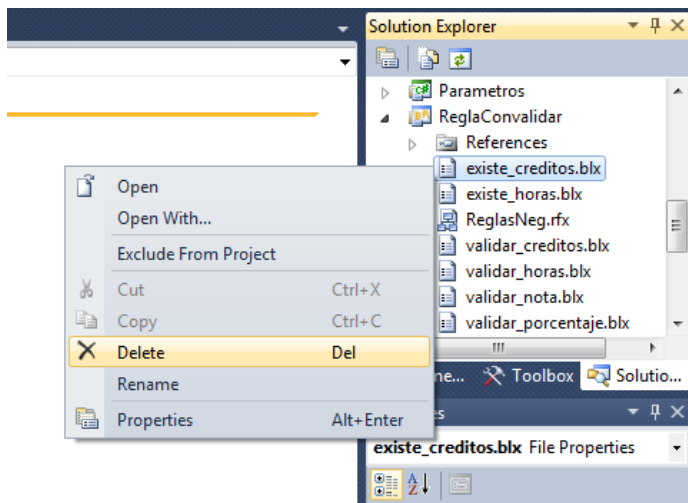 Solution Explorer
Parametros
ReglaConvalidar
References
existe_creditos.blx
existe_horas.blx
ReglasNeg.rfx
validar_creditos.blx
validar_horas.blx
validar_nota.blx
validar_porcentaje.blx
Open
Open With...
Exclude From Project
Cut Ctrl+X
Copy Ctrl+C
Delete Del
Rename
Properties Alt+Enter
ne... Toolbox Solutio...
es
existe_creditos.blx File Properties